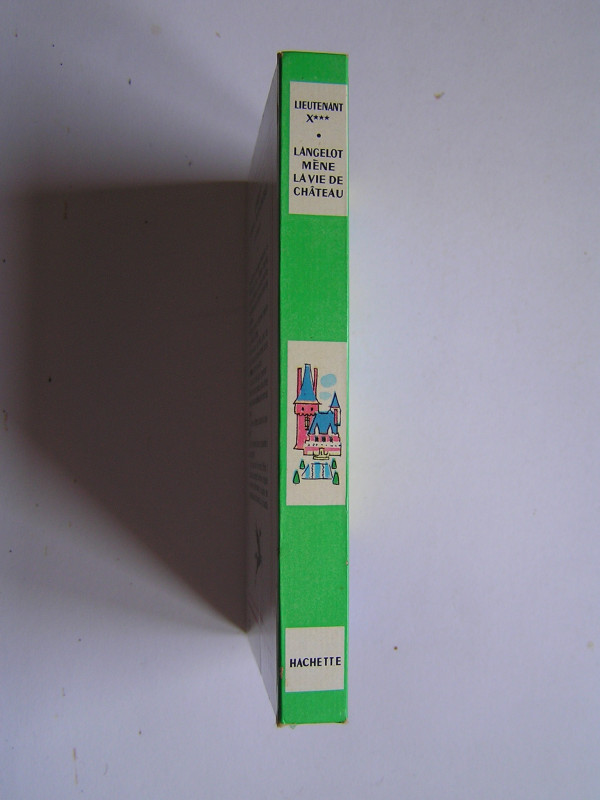 LIEUTENANT
X***
•
LANGELOT
MÈNE
LA VIE DE
CHÂTEAU
HACHETTE